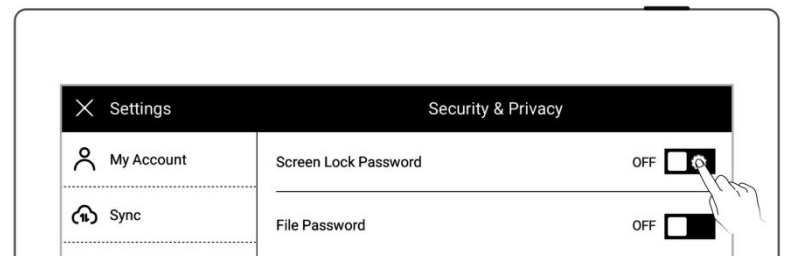 Settings
Security & Privacy
My Account
Screen Lock Password
OFF
Sync
File Password
OFF